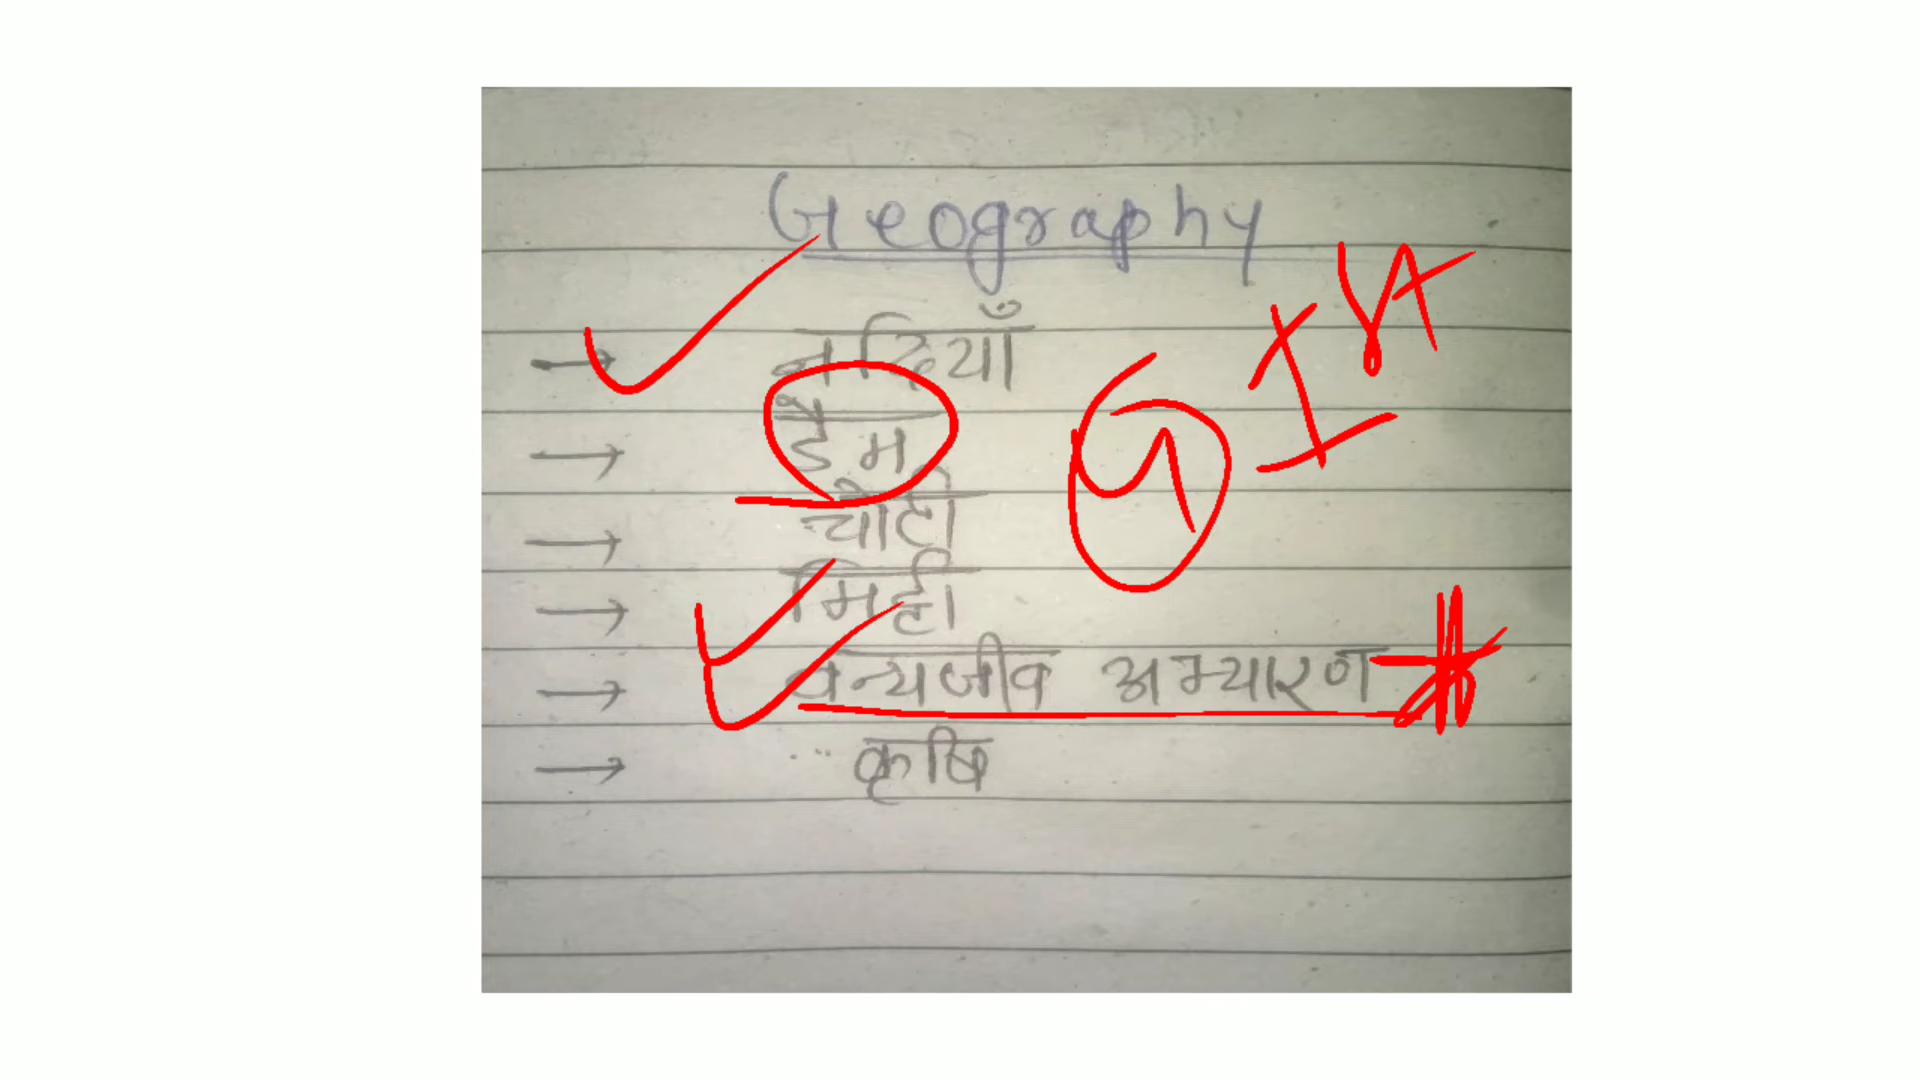 Geography
→ नदियाँ
→ डैम
→ चोटी
→ मिट्टी
→ वन्यजीव अभ्यारण
→ कृषि